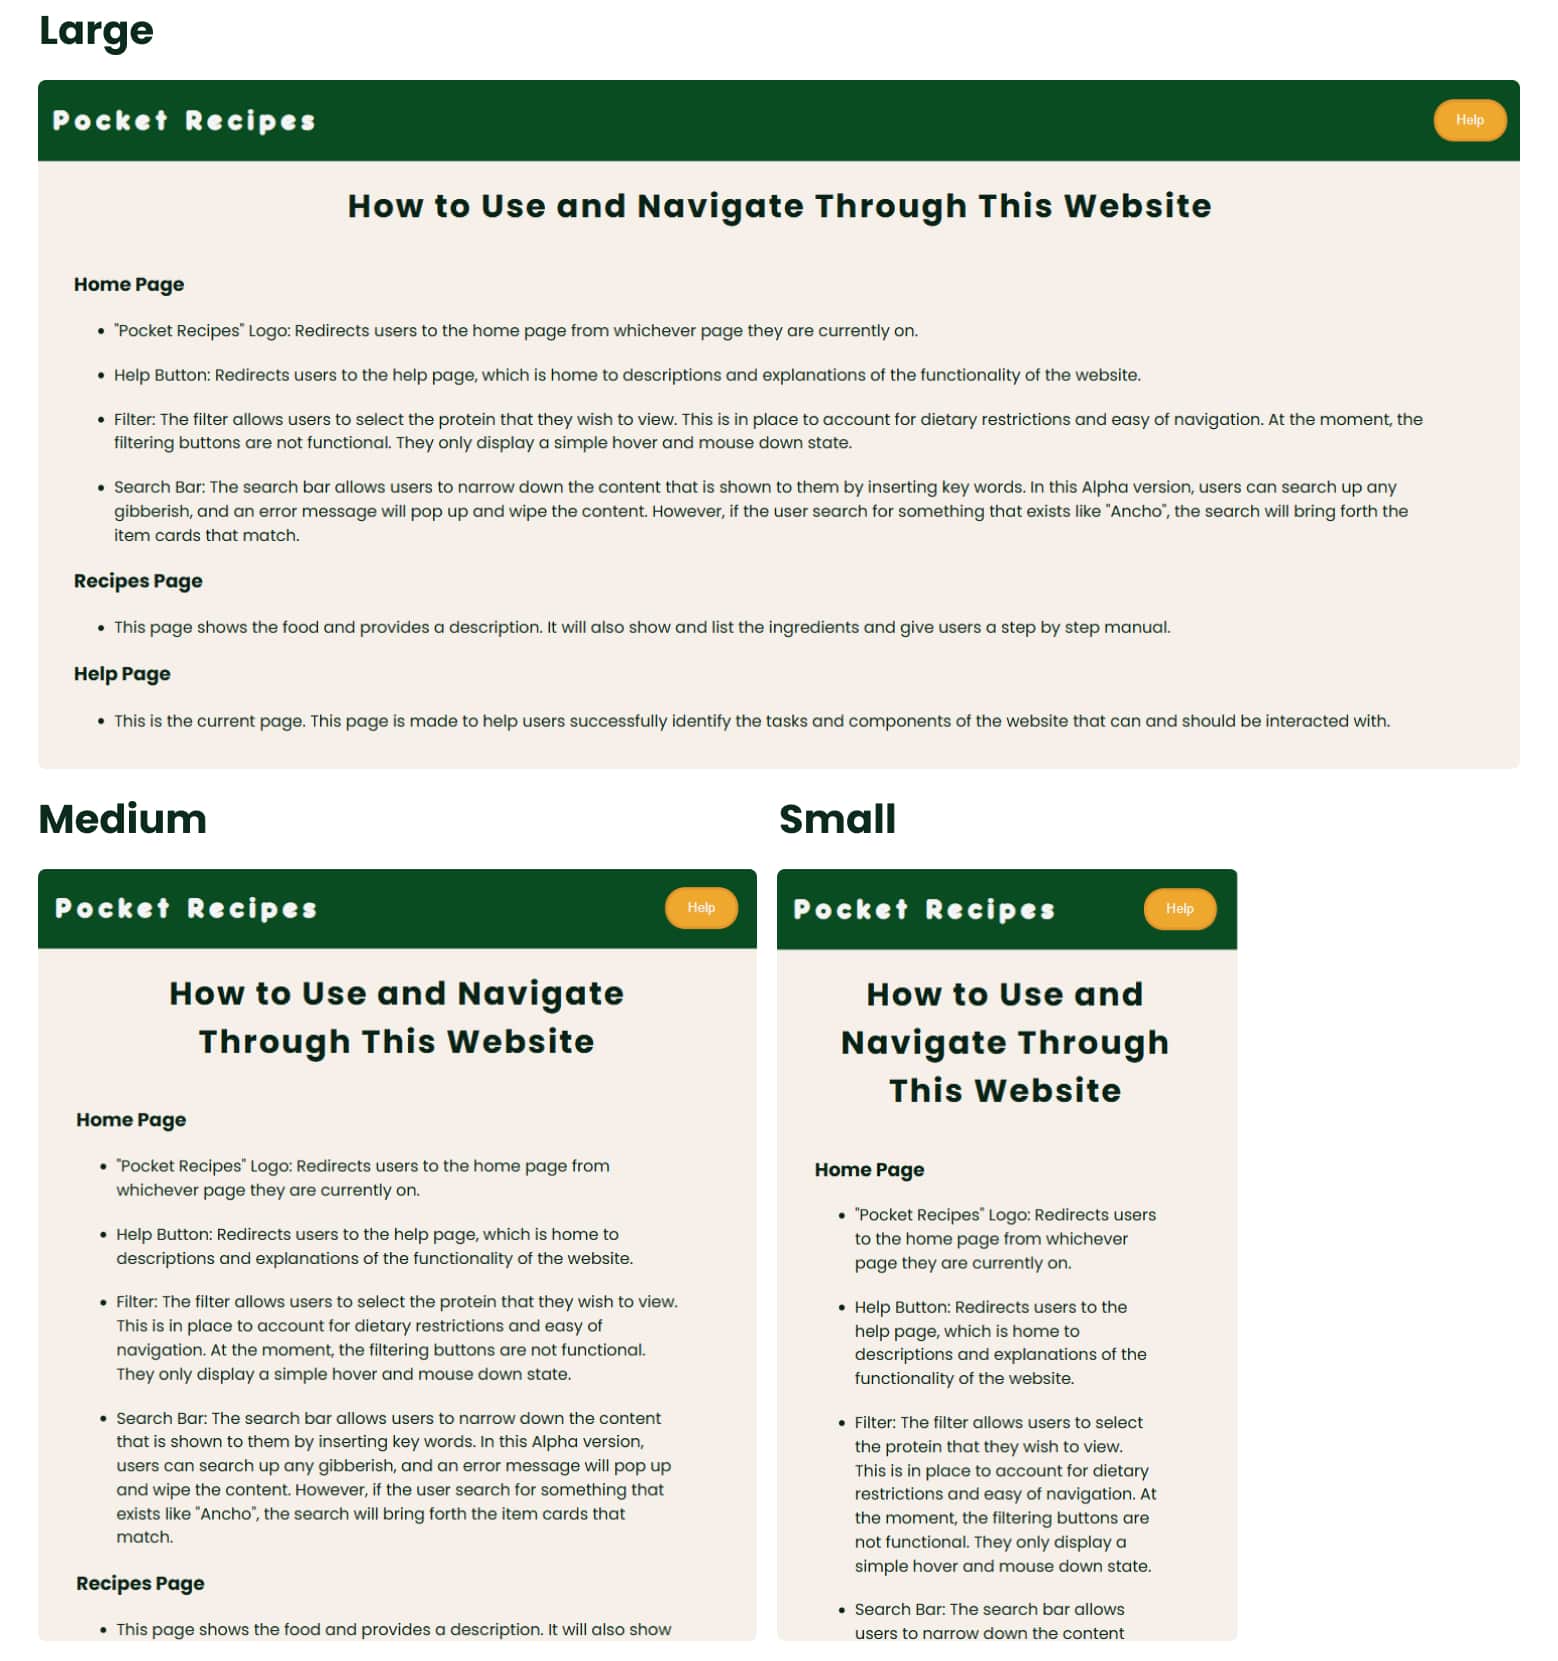 Large
Pocket Recipes
Help
How to Use and Navigate Through This Website
Home Page
• "Pocket Recipes" Logo: Redirects users to the home page from whichever page they are currently on.
• Help Button: Redirects users to the help page, which is home to descriptions and explanations of the functionality of the website.
• Filter: The filter allows users to select the protein that they wish to view. This is in place to account for dietary restrictions and easy of navigation. At the moment, the
filtering buttons are not functional. They only display a simple hover and mouse down state.
• Search Bar: The search bar allows users to narrow down the content that is shown to them by inserting key words. In this Alpha version, users can search up any
gibberish, and an error message will pop up and wipe the content. However, if the user search for something that exists like "Ancho", the search will bring forth the
item cards that match.
Recipes Page
• This page shows the food and provides a description. It will also show and list the ingredients and give users a step by step manual.
Help Page
• This is the current page. This page is made to help users successfully identify the tasks and components of the website that can and should be interacted with.
Medium
Pocket Recipes
Help
How to Use and Navigate
Through This Website
Home Page
• "Pocket Recipes" Logo: Redirects users to the home page from
whichever page they are currently on.
• Help Button: Redirects users to the help page, which is home to
descriptions and explanations of the functionality of the website.
• Filter: The filter allows users to select the protein that they wish to view.
This is in place to account for dietary restrictions and easy of
navigation. At the moment, the filtering buttons are not functional.
They only display a simple hover and mouse down state.
• Search Bar: The search bar allows users to narrow down the content
that is shown to them by inserting key words. In this Alpha version,
users can search up any gibberish, and an error message will pop up
and wipe the content. However, if the user search for something that
exists like "Ancho", the search will bring forth the item cards that
match.
Recipes Page
• This page shows the food and provides a description. It will also show
Small
Pocket Recipes
Help
How to Use and
Navigate Through
This Website
Home Page
• "Pocket Recipes" Logo: Redirects users
to the home page from whichever
page they are currently on.
• Help Button: Redirects users to the
help page, which is home to
descriptions and explanations of the
functionality of the website.
• Filter: The filter allows users to select
the protein that they wish to view.
This is in place to account for dietary
restrictions and easy of navigation. At
the moment, the filtering buttons are
not functional. They only display a
simple hover and mouse down state.
• Search Bar: The search bar allows
users to narrow down the content